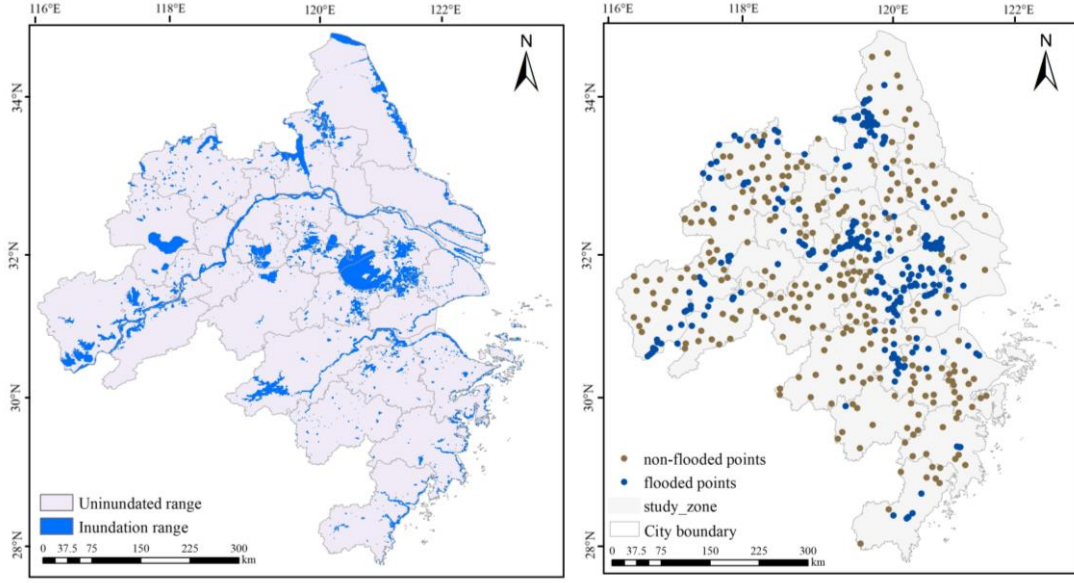 116°E 118°E 120°E 122°E
N
34°N
32°N
30°N
28°N
Uninundated range
Inundation range
0 37.5 75 150 225 300
km
116°E 118°E 120°E 122°E
N
34°N
32°N
30°N
28°N
non-flooded points
flooded points
study_zone
City boundary
0 37.5 75 150 225 300
km